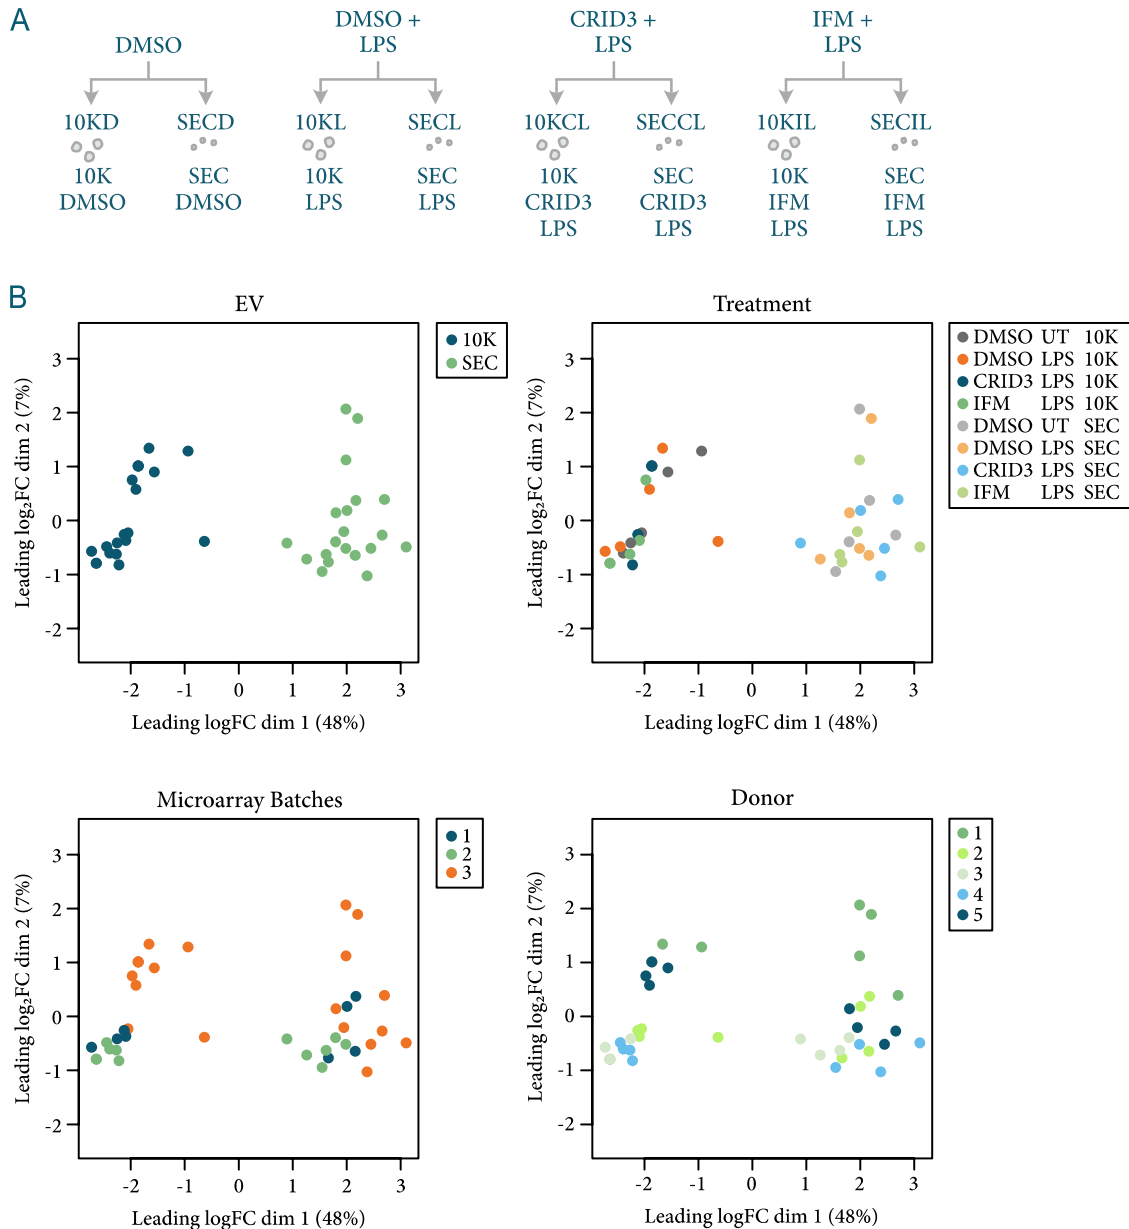 A
DMSO
DMSO +
LPS
CRID3 +
LPS
IFM +
LPS
10KD SECD 10KL SECL 10KCL SECCL 10KIL SECIL
10K SEC 10K SEC 10K SEC 10K SEC
DMSO DMSO LPS LPS CRID3 CRID3 IFM IFM
LPS LPS LPS LPS
B
EV
10K
SEC
3
2
1
0
-1
-2
-2 -1 0 1 2 3
Leading log₂FC dim 2 (7%)
Leading logFC dim 1 (48%)
Treatment
DMSO UT 10K
DMSO LPS 10K
CRID3 LPS 10K
IFM LPS 10K
DMSO UT SEC
DMSO LPS SEC
CRID3 LPS SEC
IFM LPS SEC
3
2
1
0
-1
-2
-2 -1 0 1 2 3
Leading log₂FC dim 2 (7%)
Leading logFC dim 1 (48%)
Microarray Batches
1
2
3
3
2
1
0
-1
-2
-2 -1 0 1 2 3
Leading log₂FC dim 2 (7%)
Leading logFC dim 1 (48%)
Donor
1
2
3
4
5
3
2
1
0
-1
-2
-2 -1 0 1 2 3
Leading log₂FC dim 2 (7%)
Leading logFC dim 1 (48%)